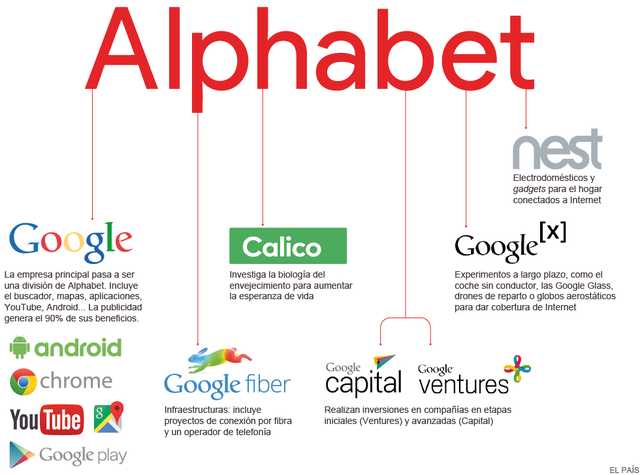 Alphabet
nest
Electrodomésticos y
gadgets para el hogar
conectados a Internet
Google
La empresa principal pasa a ser
una división de Alphabet. Incluye
el buscador, mapas, aplicaciones,
YouTube, Android... La publicidad
genera el 90% de sus beneficios.
android
chrome
YouTube
g
Google play
Calico
Investiga la biología del
envejecimiento para aumentar
la esperanza de vida
Google[x]
Experimentos a largo plazo, como el
coche sin conductor, las Google Glass,
drones de reparto o globos aerostáticos
para dar cobertura de Internet
Google fiber
Infraestructuras: incluye
proyectos de conexión por fibra
y un operador de telefonía
Google
capital
Google
ventures
Realizan inversiones en compañías en etapas
iniciales (Ventures) y avanzadas (Capital)
EL PAÍS